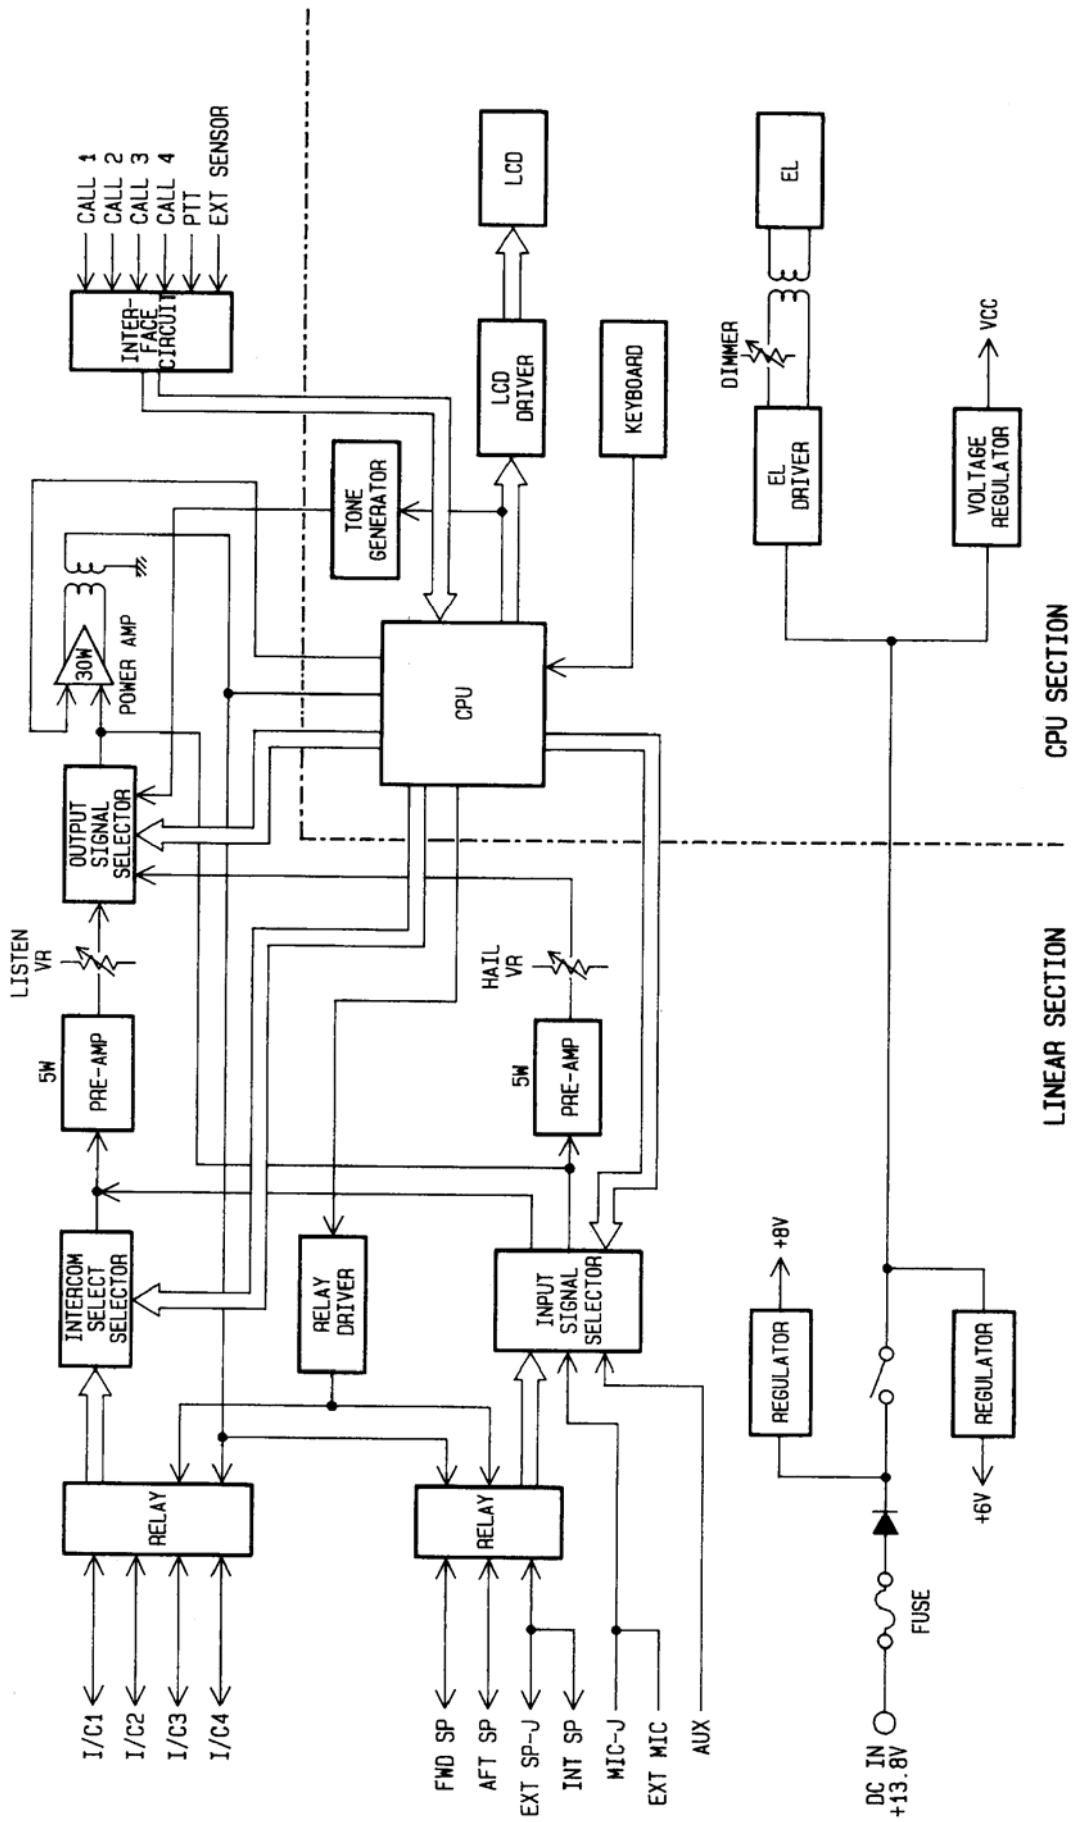 I/C1
I/C2
I/C3
I/C4
RELAY
INTERCOM
SELECT
SELECTOR
5W
PRE-AMP
LISTEN
VR
OUTPUT
SIGNAL
SELECTOR
30W
POWER AMP
INTER-
FACE
CIRCUIT
CALL 1
CALL 2
CALL 3
CALL 4
PTT
EXT SENSOR
RELAY
DRIVER
TONE
GENERATOR
FWD SP
AFT SP
EXT SP-J
INT SP
MIC-J
EXT MIC
AUX
RELAY
INPUT
SIGNAL
SELECTOR
5W
PRE-AMP
HAIL
VR
CPU
LCD
DRIVER
LCD
KEYBOARD
DC IN
+13.8V
FUSE
REGULATOR
+8V
REGULATOR
+6V
EL
DRIVER
DIMMER
EL
VOLTAGE
REGULATOR
VCC
LINEAR SECTION
CPU SECTION